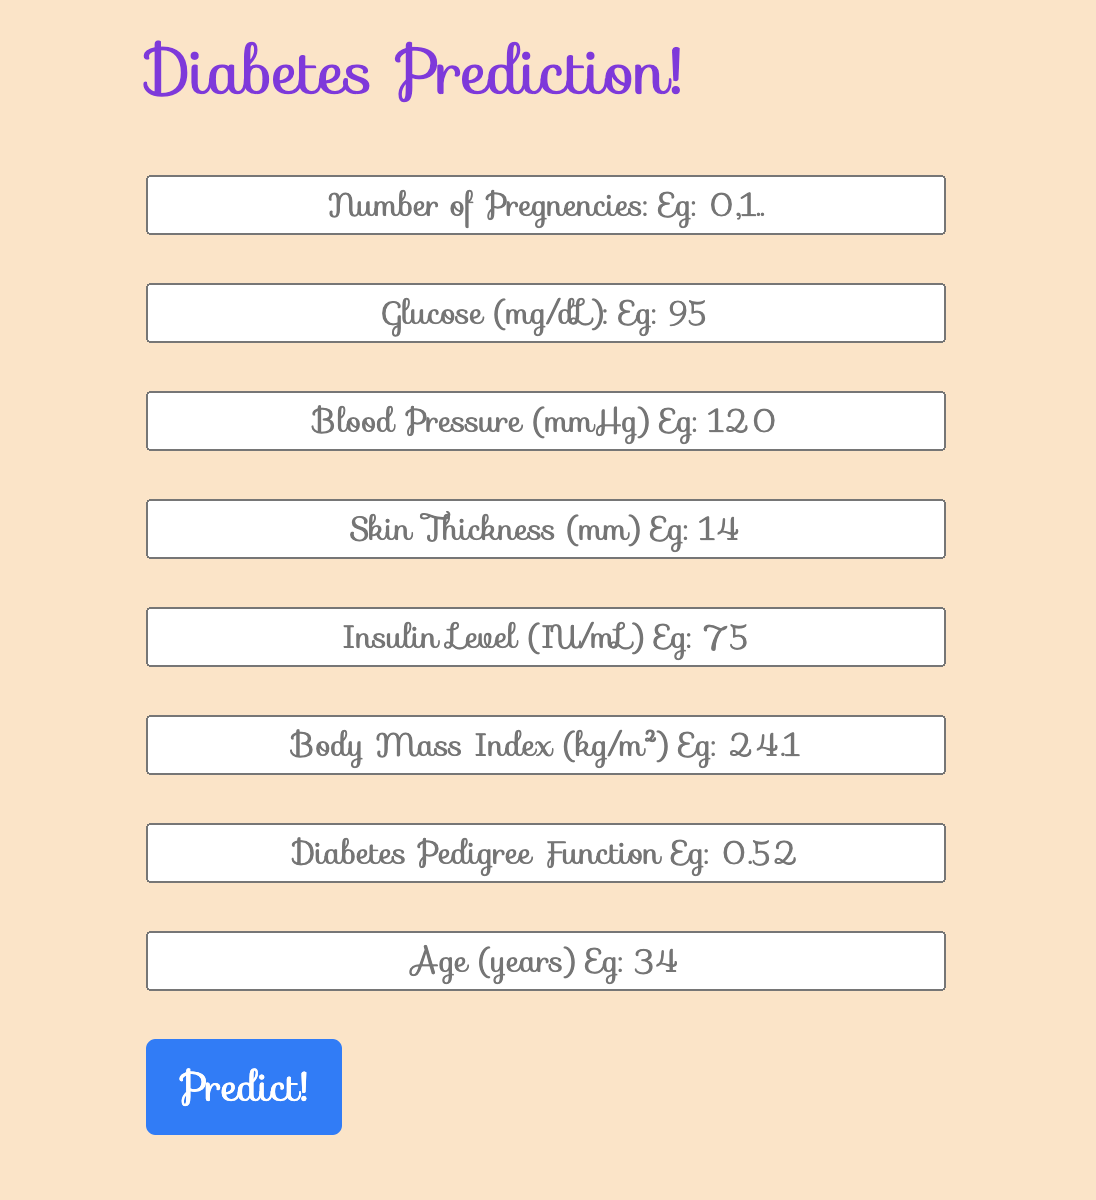 Diabetes Prediction!
Number of Pregnencies: Eg: 0,1..
Glucose (mg/dL): Eg: 95
Blood Pressure (mmHg) Eg: 120
Skin Thickness (mm) Eg: 14
Insulin Level (IU/mL) Eg: 75
Body Mass Index (kg/m²) Eg: 24.1
Diabetes Pedigree Function Eg: 0.52
Age (years) Eg: 34
Predict!